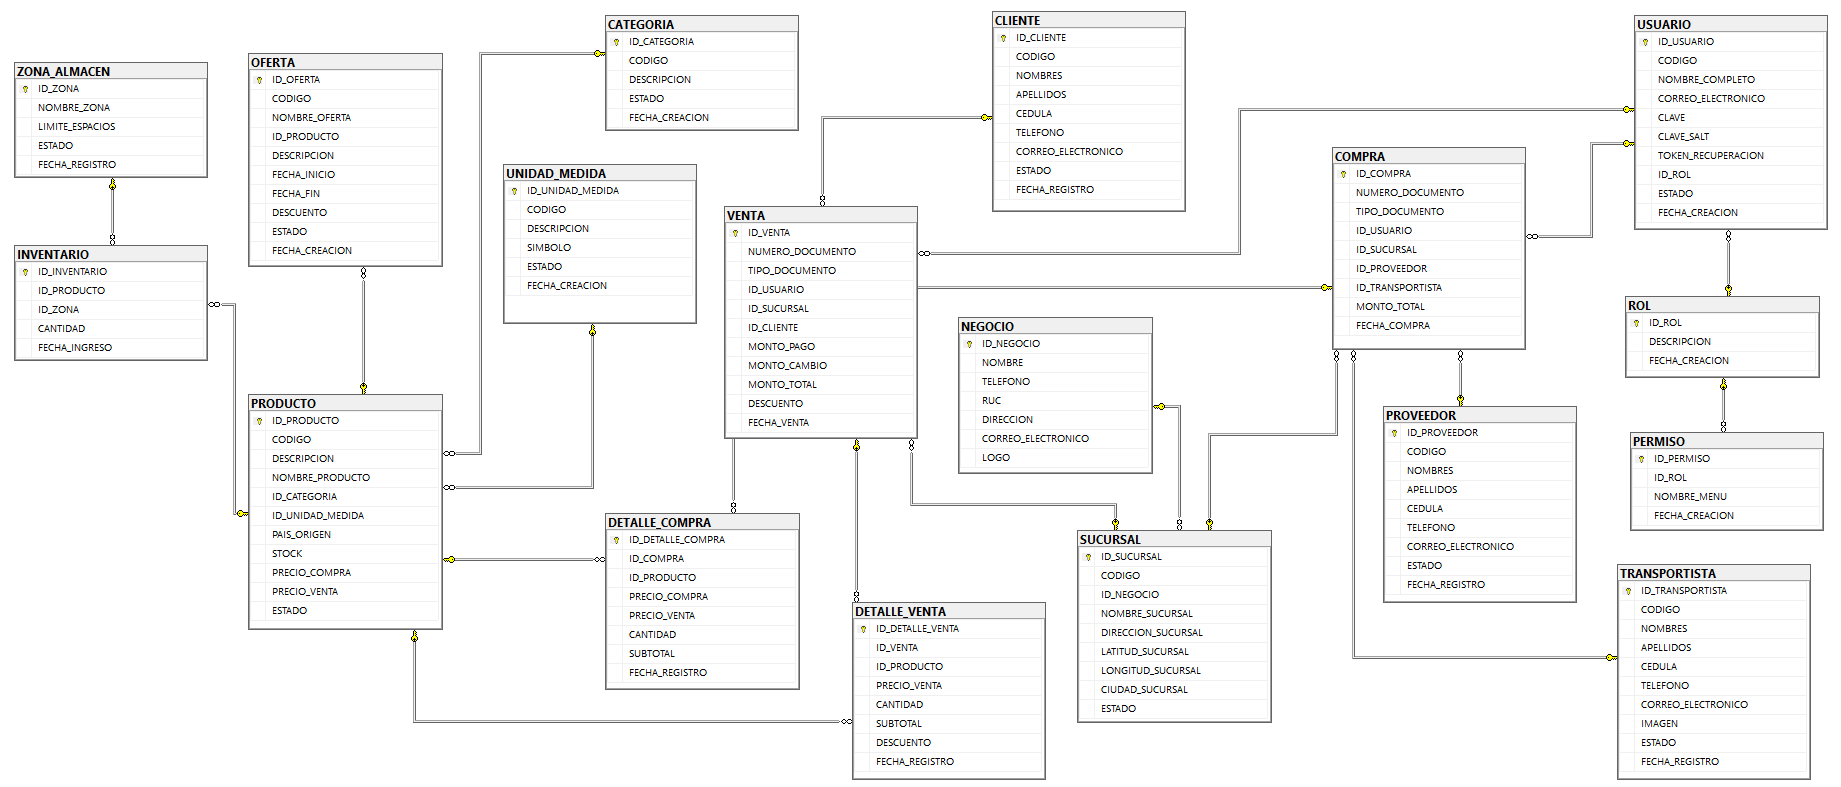 ZONA_ALMACEN
ID_ZONA
NOMBRE_ZONA
LIMITE_ESPACIOS
ESTADO
FECHA_REGISTRO
INVENTARIO
ID_INVENTARIO
ID_PRODUCTO
ID_ZONA
CANTIDAD
FECHA_INGRESO
OFERTA
ID_OFERTA
CODIGO
NOMBRE_OFERTA
ID_PRODUCTO
DESCRIPCION
FECHA_INICIO
FECHA_FIN
DESCUENTO
ESTADO
FECHA_CREACION
PRODUCTO
ID_PRODUCTO
CODIGO
DESCRIPCION
NOMBRE_PRODUCTO
ID_CATEGORIA
ID_UNIDAD_MEDIDA
PAIS_ORIGEN
STOCK
PRECIO_COMPRA
PRECIO_VENTA
ESTADO
CATEGORIA
ID_CATEGORIA
CODIGO
DESCRIPCION
ESTADO
FECHA_CREACION
UNIDAD_MEDIDA
ID_UNIDAD_MEDIDA
CODIGO
DESCRIPCION
SIMBOLO
ESTADO
FECHA_CREACION
DETALLE_COMPRA
ID_DETALLE_COMPRA
ID_COMPRA
ID_PRODUCTO
PRECIO_COMPRA
PRECIO_VENTA
CANTIDAD
SUBTOTAL
FECHA_REGISTRO
VENTA
ID_VENTA
NUMERO_DOCUMENTO
TIPO_DOCUMENTO
ID_USUARIO
ID_SUCURSAL
ID_CLIENTE
MONTO_PAGO
MONTO_CAMBIO
MONTO_TOTAL
DESCUENTO
FECHA_VENTA
DETALLE_VENTA
ID_DETALLE_VENTA
ID_VENTA
ID_PRODUCTO
PRECIO_VENTA
CANTIDAD
SUBTOTAL
DESCUENTO
FECHA_REGISTRO
CLIENTE
ID_CLIENTE
CODIGO
NOMBRES
APELLIDOS
CEDULA
TELEFONO
CORREO_ELECTRONICO
ESTADO
FECHA_REGISTRO
NEGOCIO
ID_NEGOCIO
NOMBRE
TELEFONO
RUC
DIRECCION
CORREO_ELECTRONICO
LOGO
SUCURSAL
ID_SUCURSAL
CODIGO
ID_NEGOCIO
NOMBRE_SUCURSAL
DIRECCION_SUCURSAL
LATITUD_SUCURSAL
LONGITUD_SUCURSAL
CIUDAD_SUCURSAL
ESTADO
COMPRA
ID_COMPRA
NUMERO_DOCUMENTO
TIPO_DOCUMENTO
ID_USUARIO
ID_SUCURSAL
ID_PROVEEDOR
ID_TRANSPORTISTA
MONTO_TOTAL
FECHA_COMPRA
PROVEEDOR
ID_PROVEEDOR
CODIGO
NOMBRES
APELLIDOS
CEDULA
TELEFONO
CORREO_ELECTRONICO
ESTADO
FECHA_REGISTRO
USUARIO
ID_USUARIO
CODIGO
NOMBRE_COMPLETO
CORREO_ELECTRONICO
CLAVE
CLAVE_SALT
TOKEN_RECUPERACION
ID_ROL
ESTADO
FECHA_CREACION
ROL
ID_ROL
DESCRIPCION
FECHA_CREACION
PERMISO
ID_PERMISO
ID_ROL
NOMBRE_MENU
FECHA_CREACION
TRANSPORTISTA
ID_TRANSPORTISTA
CODIGO
NOMBRES
APELLIDOS
CEDULA
TELEFONO
CORREO_ELECTRONICO
IMAGEN
ESTADO
FECHA_REGISTRO